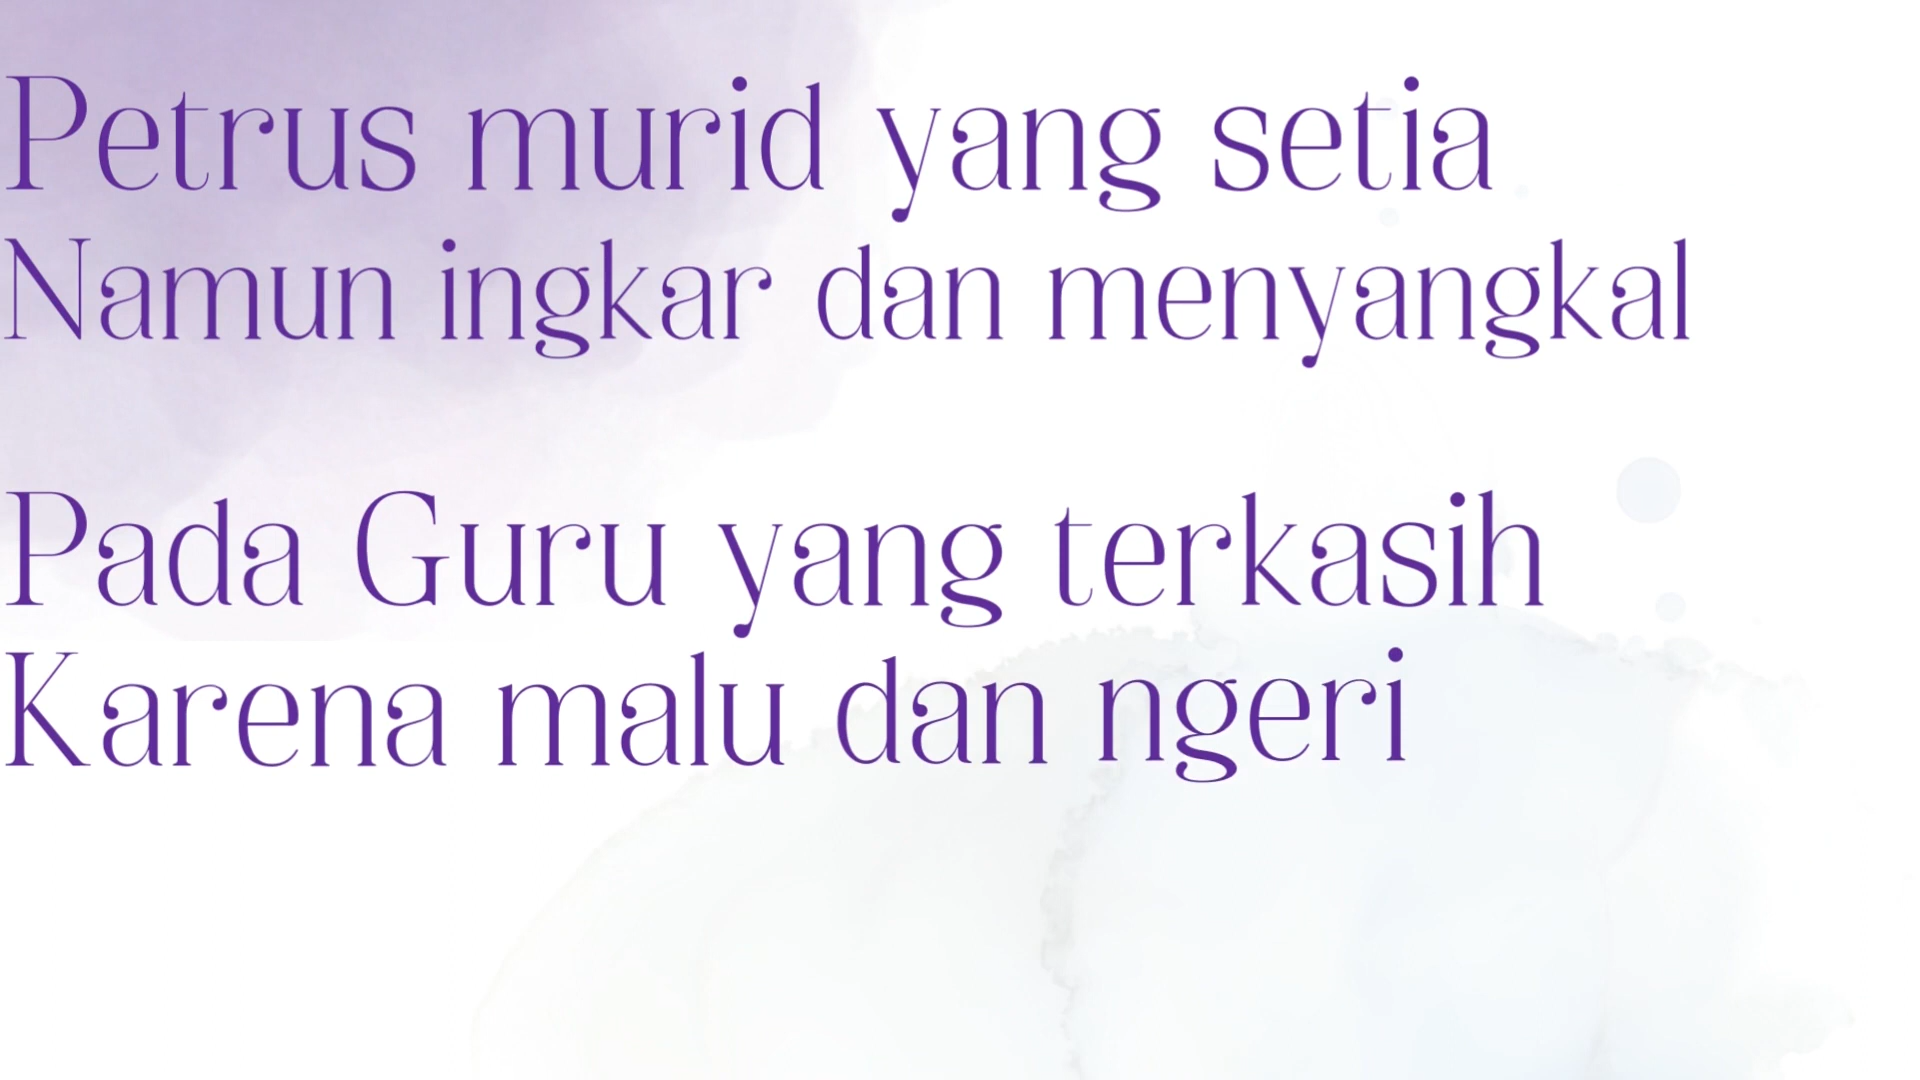 Petrus murid yang setia
Namun ingkar dan menyangkal
Pada Guru yang terkasih
Karena malu dan ngeri